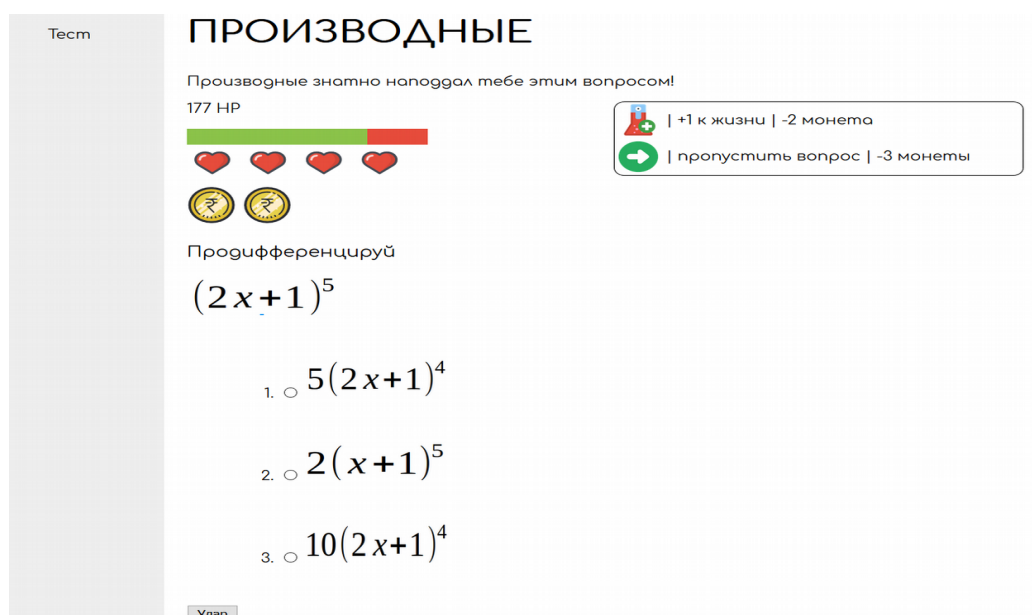 Тест
ПРОИЗВОДНЫЕ
Производные знатно наподдал тебе этим вопросом!
177 HP
| +1 к жизни | -2 монета
| пропустить вопрос | -3 монеты
Продифференцируй
(2x+1)⁵
1. 5(2x+1)⁴
2. 2(x+1)⁵
3. 10(2x+1)⁴
Удар